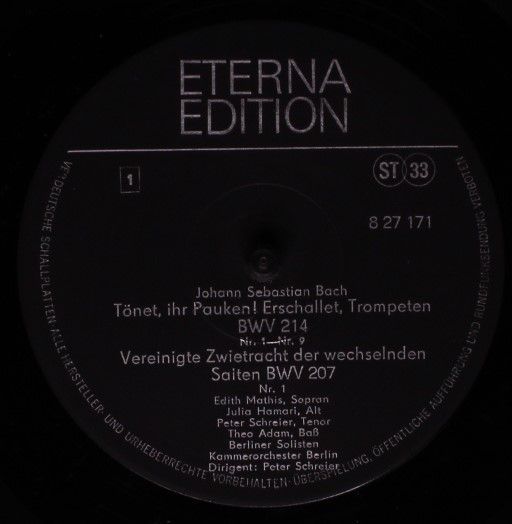 ETERNA
EDITION
1
ST 33
8 27 171
Johann Sebastian Bach
Tönet, ihr Pauken! Erschallet, Trompeten
BWV 214
Nr. 1—Nr. 9
Vereinigte Zwietracht der wechselnden
Saiten BWV 207
Nr. 1
Edith Mathis, Sopran
Julia Hamari, Alt
Peter Schreier, Tenor
Theo Adam, Baß
Berliner Solisten
Kammerorchester Berlin
Dirigent: Peter Schreier
VEB DEUTSCHE SCHALLPLATTEN · ALLE HERSTELLER- UND URHEBERRECHTE VORBEHALTEN · ÜBERSPIELUNG, ÖFFENTLICHE AUFFÜHRUNG UND RUNDFUNKSENDUNG VERBOTEN